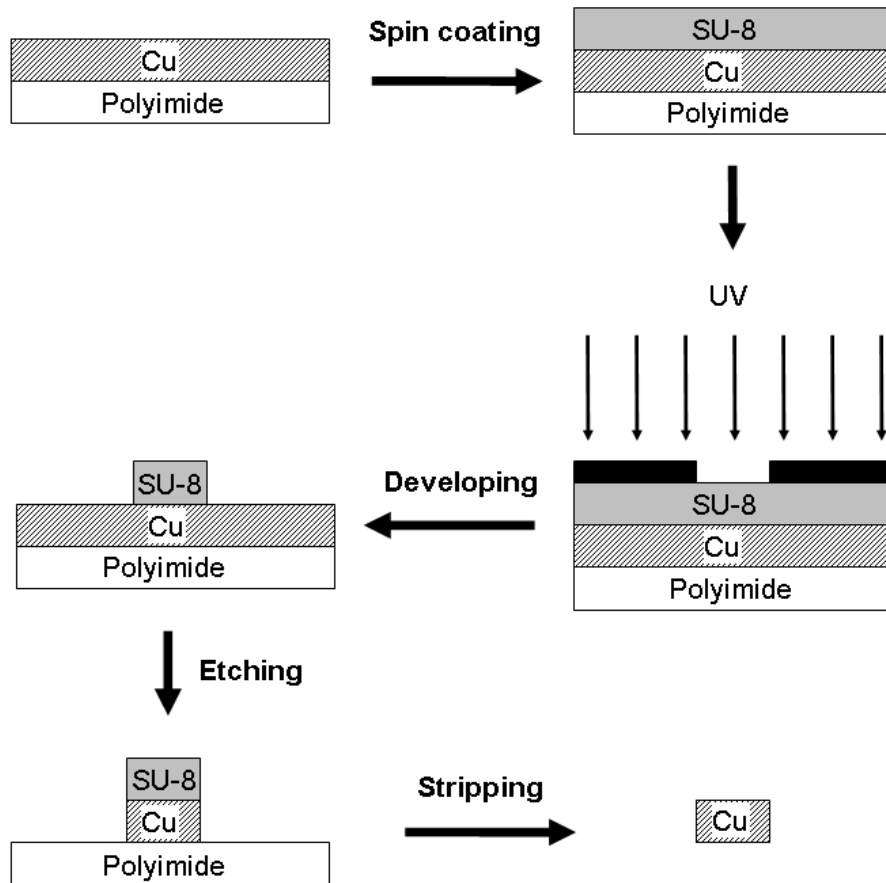 Cu
Polyimide
Spin coating
SU-8
Cu
Polyimide
UV
SU-8
Cu
Polyimide
Developing
SU-8
Cu
Polyimide
Etching
SU-8
Cu
Polyimide
Stripping
Cu